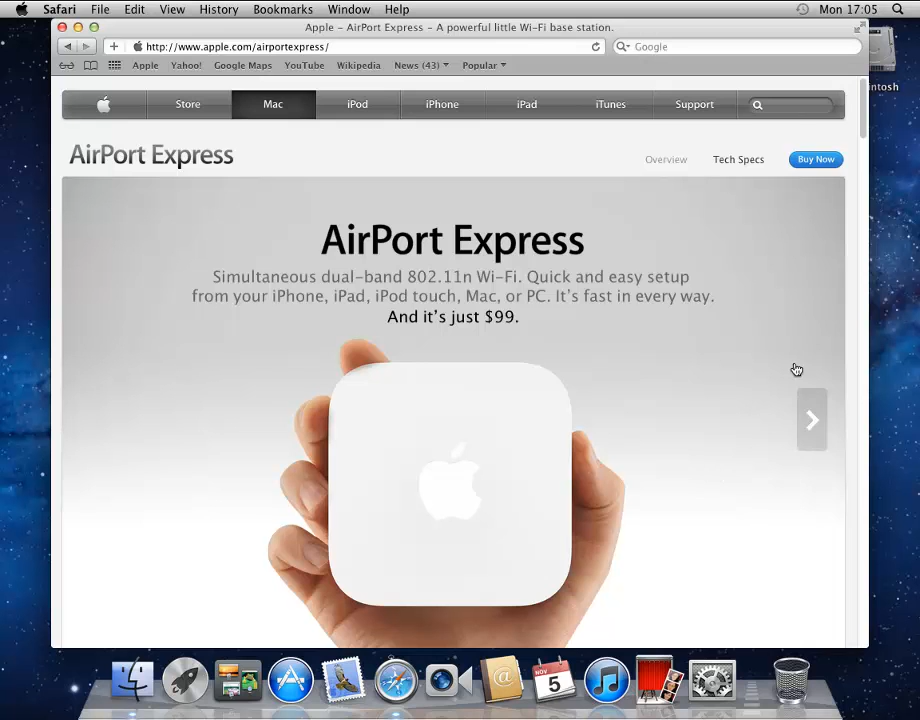 Safari File Edit View History Bookmarks Window Help Mon 17:05
Apple – AirPort Express – A powerful little Wi-Fi base station.
http://www.apple.com/airportexpress/ Google
Apple Yahoo! Google Maps YouTube Wikipedia News (43) Popular
intosh
Store Mac iPod iPhone iPad iTunes Support
AirPort Express Overview Tech Specs Buy Now
AirPort Express
Simultaneous dual-band 802.11n Wi-Fi. Quick and easy setup
from your iPhone, iPad, iPod touch, Mac, or PC. It's fast in every way.
And it's just $99.
NOV
5